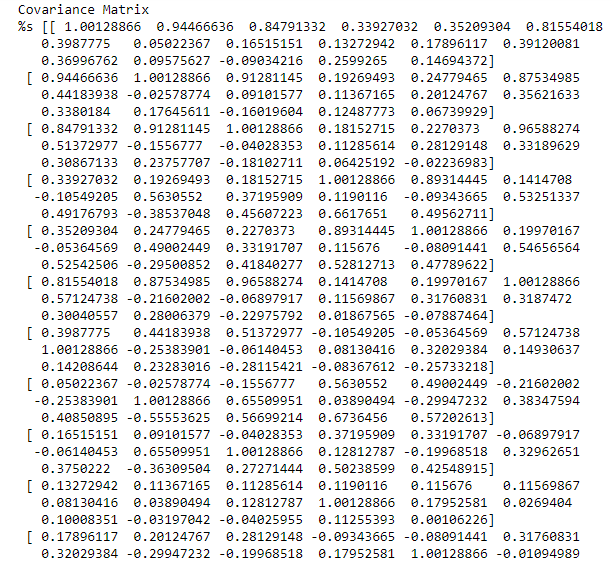 Covariance Matrix
%s [[ 1.00128866  0.94466636  0.84791332  0.33927032  0.35209304  0.81554018
0.3987775   0.05022367  0.16515151  0.13272942  0.17896117  0.39120081
0.36996762  0.09575627 -0.09034216  0.2599265   0.14694372]
[ 0.94466636  1.00128866  0.91281145  0.19269493  0.24779465  0.87534985
0.44183938 -0.02578774  0.09101577  0.11367165  0.20124767  0.35621633
0.3380184   0.17645611 -0.16019604  0.12487773  0.06739929]
[ 0.84791332  0.91281145  1.00128866  0.18152715  0.2270373   0.96588274
0.51372977 -0.1556777  -0.04028353  0.11285614  0.28129148  0.33189629
0.30867133  0.23757707 -0.18102711  0.06425192 -0.02236983]
[ 0.33927032  0.19269493  0.18152715  1.00128866  0.89314445  0.1414708
-0.10549205  0.5630552   0.37195909  0.1190116  -0.09343665  0.53251337
0.49176793 -0.38537048  0.45607223  0.6617651   0.49562711]
[ 0.35209304  0.24779465  0.2270373   0.89314445  1.00128866  0.19970167
-0.05364569  0.49002449  0.33191707  0.115676   -0.08091441  0.54656564
0.52542506 -0.29500852  0.41840277  0.52812713  0.47789622]
[ 0.81554018  0.87534985  0.96588274  0.1414708   0.19970167  1.00128866
0.57124738 -0.21602002 -0.06897917  0.11569867  0.31760831  0.3187472
0.30040557  0.28006379 -0.22975792  0.01867565 -0.07887464]
[ 0.3987775   0.44183938  0.51372977 -0.10549205 -0.05364569  0.57124738
1.00128866 -0.25383901 -0.06140453  0.08130416  0.32029384  0.14930637
0.14208644  0.23283016 -0.28115421 -0.08367612 -0.25733218]
[ 0.05022367 -0.02578774 -0.1556777   0.5630552   0.49002449 -0.21602002
-0.25383901  1.00128866  0.65509951  0.03890494 -0.29947232  0.38347594
0.40850895 -0.55553625  0.56699214  0.6736456   0.57202613]
[ 0.16515151  0.09101577 -0.04028353  0.37195909  0.33191707 -0.06897917
-0.06140453  0.65509951  1.00128866  0.12812787 -0.19968518  0.32962651
0.3750222  -0.36309504  0.27271444  0.50238599  0.42548915]
[ 0.13272942  0.11367165  0.11285614  0.1190116   0.115676    0.11569867
0.08130416  0.03890494  0.12812787  1.00128866  0.17952581  0.0269404
0.10008351 -0.03197042 -0.04025955  0.11255393  0.00106226]
[ 0.17896117  0.20124767  0.28129148 -0.09343665 -0.08091441  0.31760831
0.32029384 -0.29947232 -0.19968518  0.17952581  1.00128866 -0.01094989